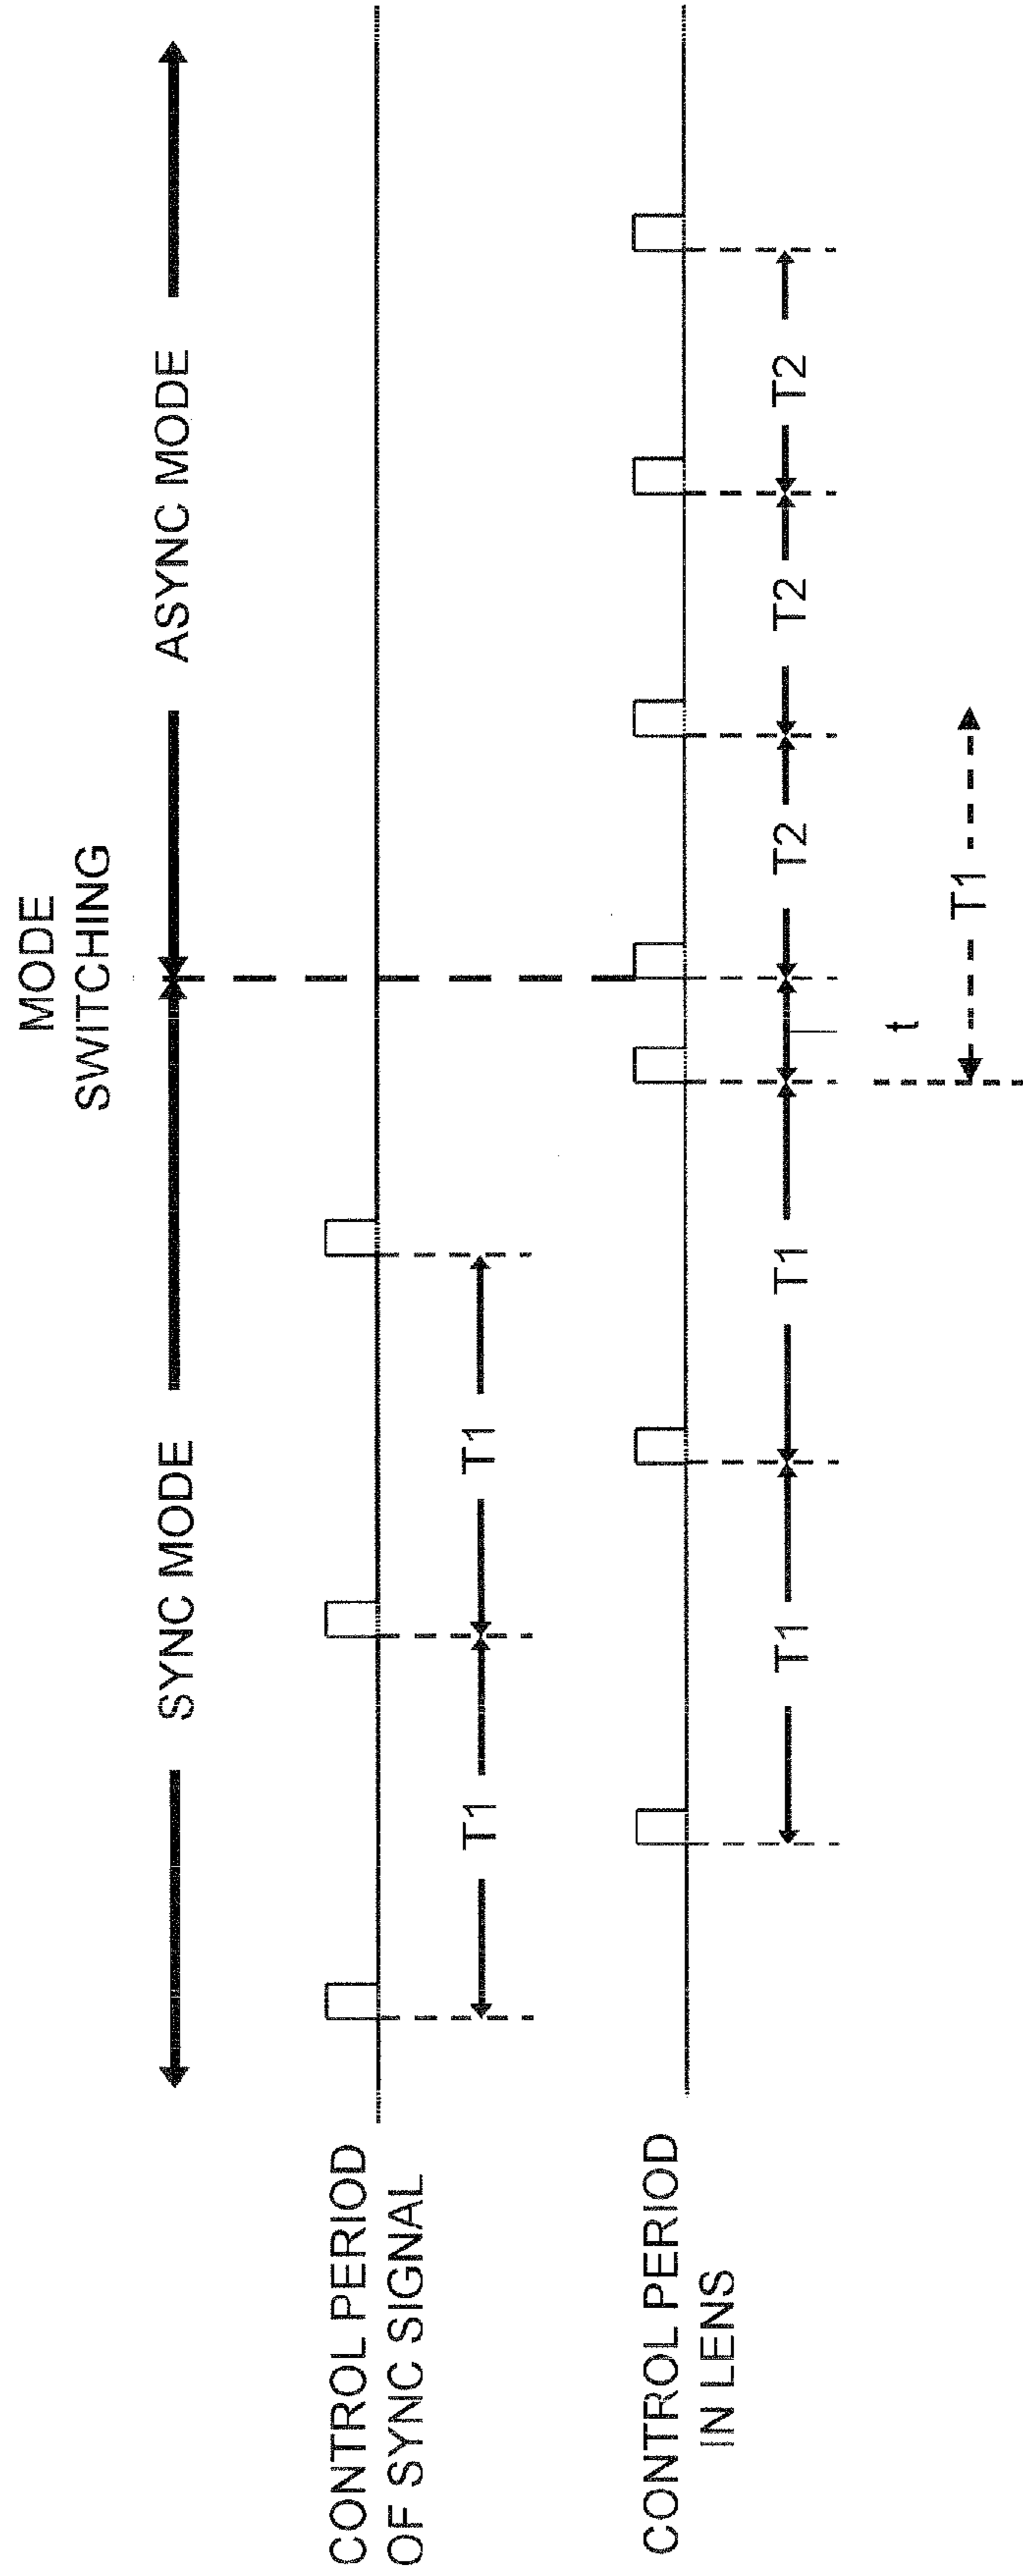 MODE
SWITCHING
SYNC MODE
ASYNC MODE
CONTROL PERIOD
OF SYNC SIGNAL
T1
T1
CONTROL PERIOD
IN LENS
T1
T1
T2
T2
T2
t
T1